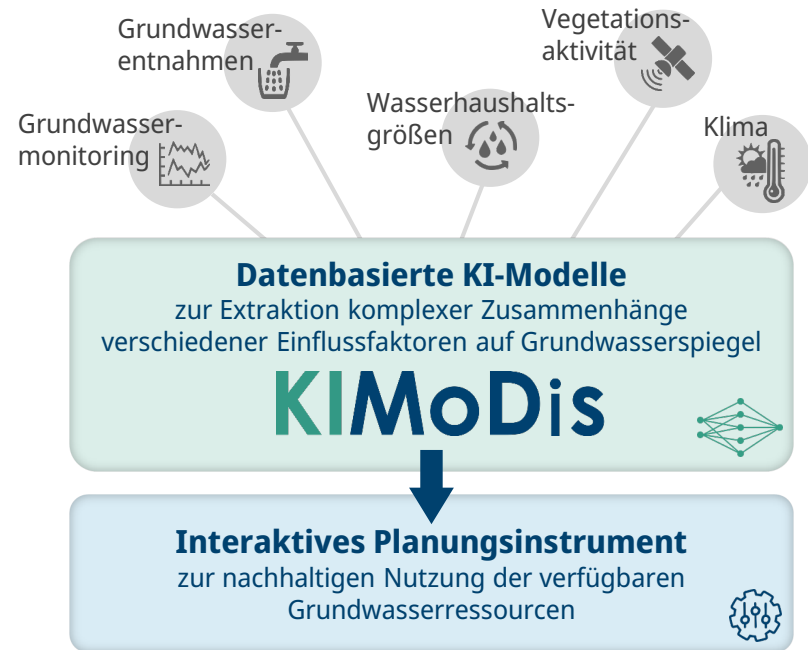 Grundwasser-
entnahmen
Vegetations-
aktivität
Grundwasser-
monitoring
Wasserhaushalts-
größen
Klima
Datenbasierte KI-Modelle
zur Extraktion komplexer Zusammenhänge
verschiedener Einflussfaktoren auf Grundwasserspiegel
KIMoDis
Interaktives Planungsinstrument
zur nachhaltigen Nutzung der verfügbaren
Grundwasserressourcen